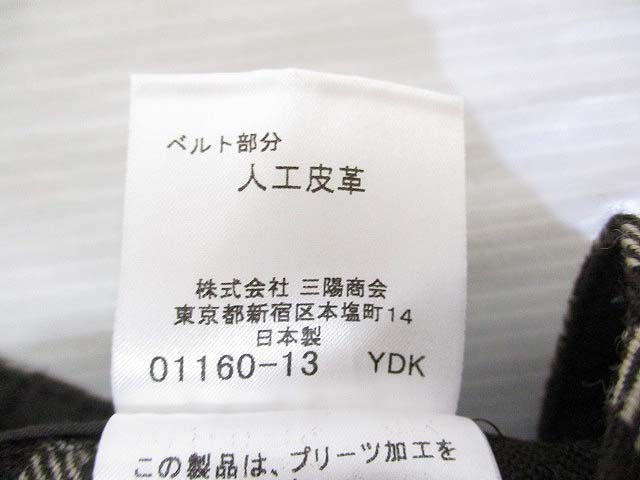 ベルト部分
人工皮革
株式会社 三陽商会
東京都新宿区本塩町14
日本製
01160-13 YDK
この製品は、プリーツ加工を